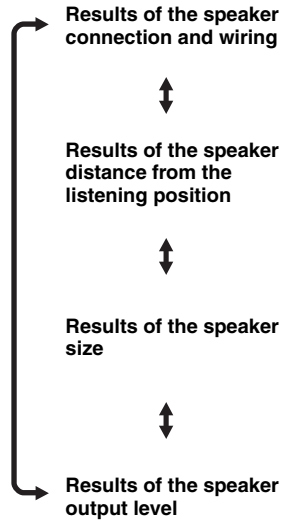 Results of the speaker
connection and wiring
Results of the speaker
distance from the
listening position
Results of the speaker
size
Results of the speaker
output level